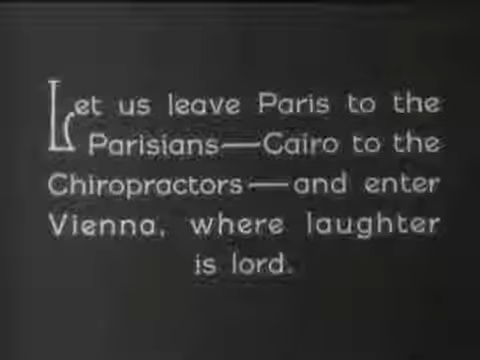 Let us leave Paris to the
Parisians—Cairo to the
Chiropractors—and enter
Vienna, where laughter
is lord.